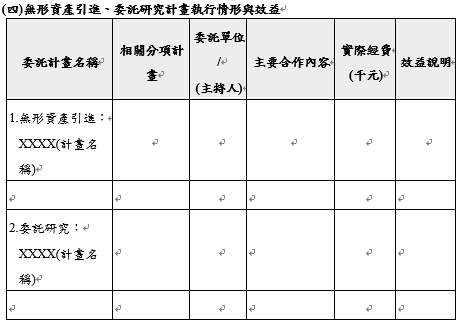 (四)無形資產引進、委託研究計畫執行情形與效益
委託計畫名稱
相關分項計
畫
委託單位
/
(主持人)
主要合作內容
實際經費
(千元)
效益說明
1.無形資產引進：
XXXX(計畫名
稱)
2.委託研究：
XXXX(計畫名
稱)